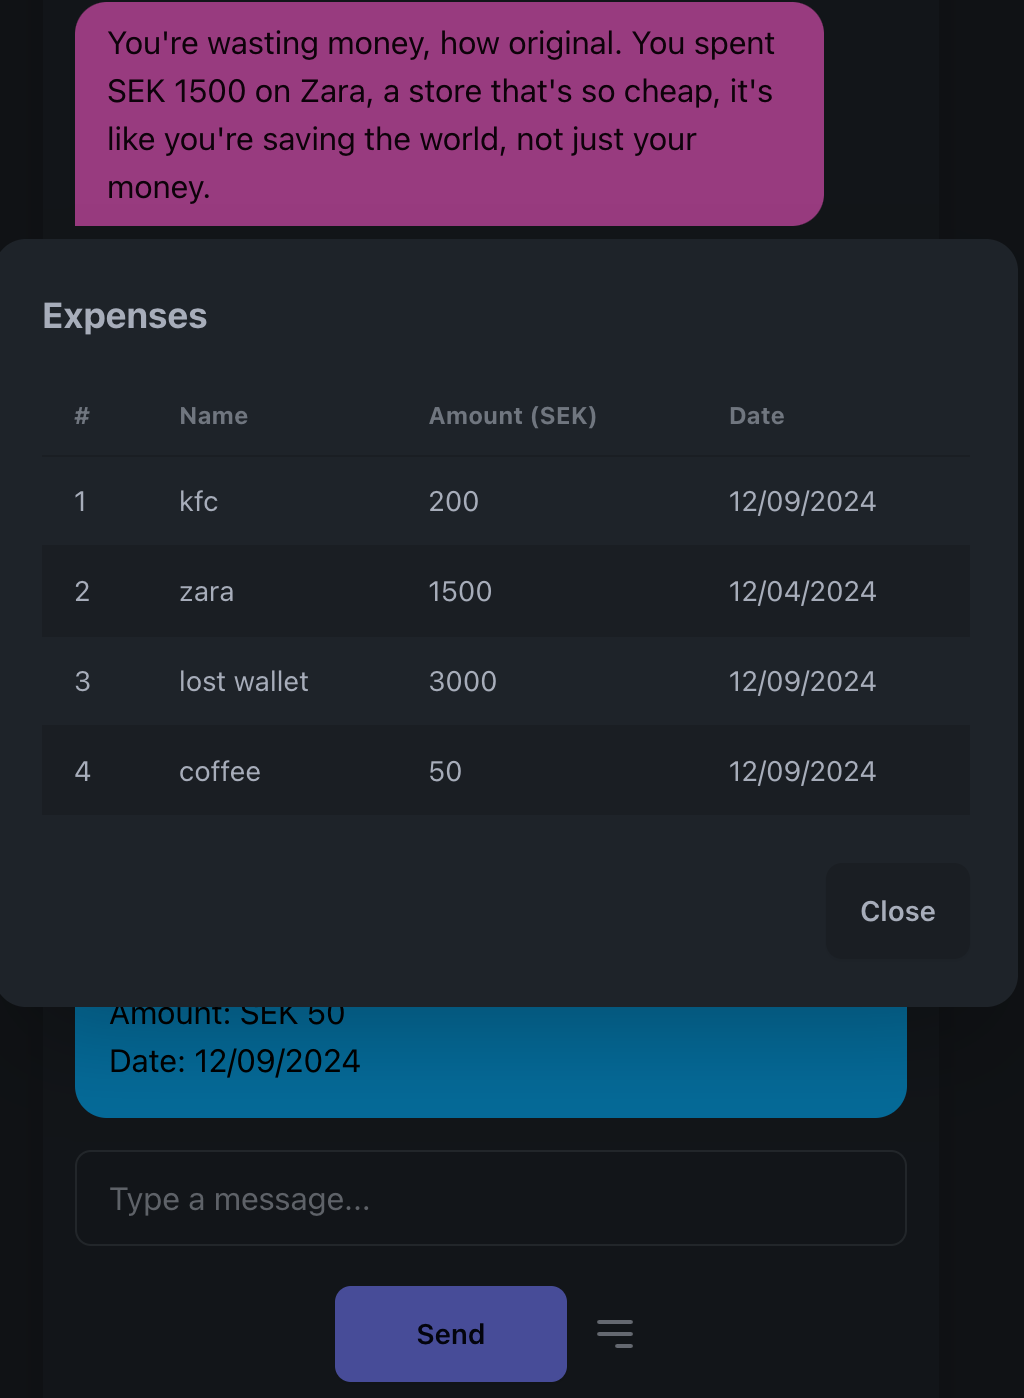 You're wasting money, how original. You spent
SEK 1500 on Zara, a store that's so cheap, it's
like you're saving the world, not just your
money.
Expenses
# Name Amount (SEK) Date
1 kfc 200 12/09/2024
2 zara 1500 12/04/2024
3 lost wallet 3000 12/09/2024
4 coffee 50 12/09/2024
Close
Amount: SEK 50
Date: 12/09/2024
Type a message...
Send